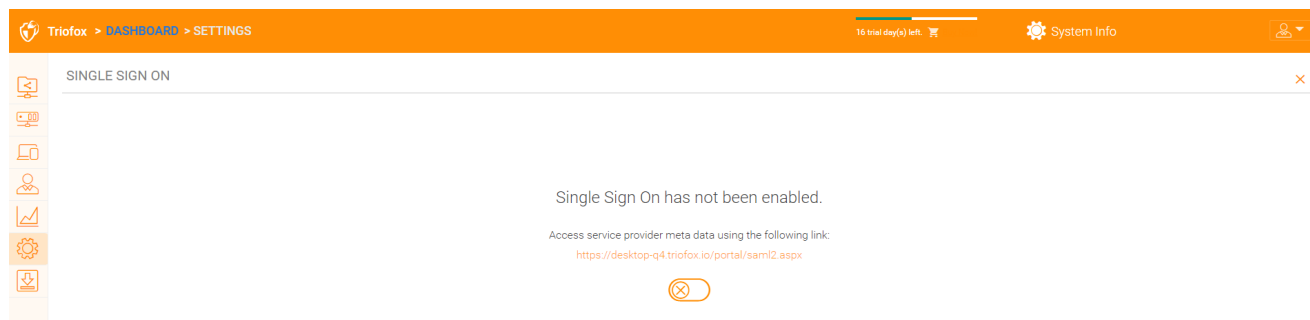 Triofox > DASHBOARD > SETTINGS
16 trial day(s) left.
System Info
SINGLE SIGN ON
Single Sign On has not been enabled.
Access service provider meta data using the following link:
https://desktop-q4.triofox.io/portal/saml2.aspx